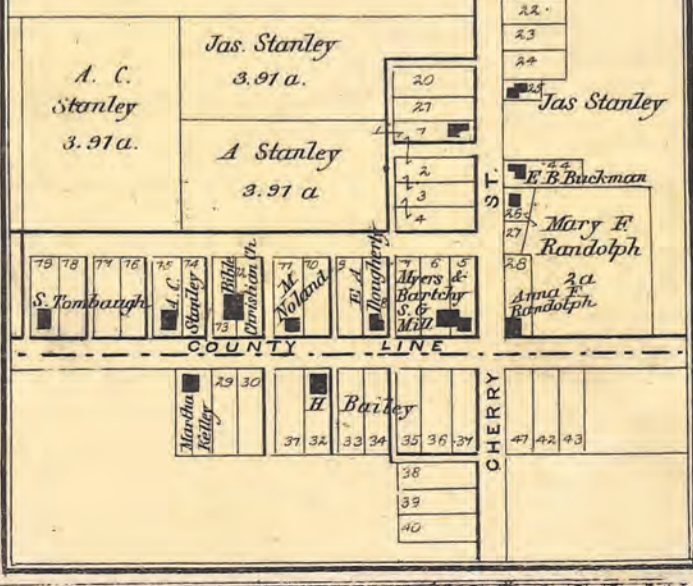 22
23
24
25
Jas. Stanley
3.91 a.
A. C.
Stanley
3.91 a.
A Stanley
3.91 a
20
21
1
2
3
4
Jas Stanley
44
E. B. Buckman
ST.
26
27
28
Mary F.
Randolph
2a
Anna F.
Randolph
79 78 77 76 75 74
S. Tombaugh
A. C.
Stanley
73
Bible
Christian Ch.
71 70
M.
Noland
9
E A
Dougherty
8
7 6 5
Myers &
Bartchy
S. G
Mill
COUNTY LINE
Martha
Kelley
29 30
H Bailey
31 32 33 34 35 36 37
CHERRY
41 42 43
38
39
40